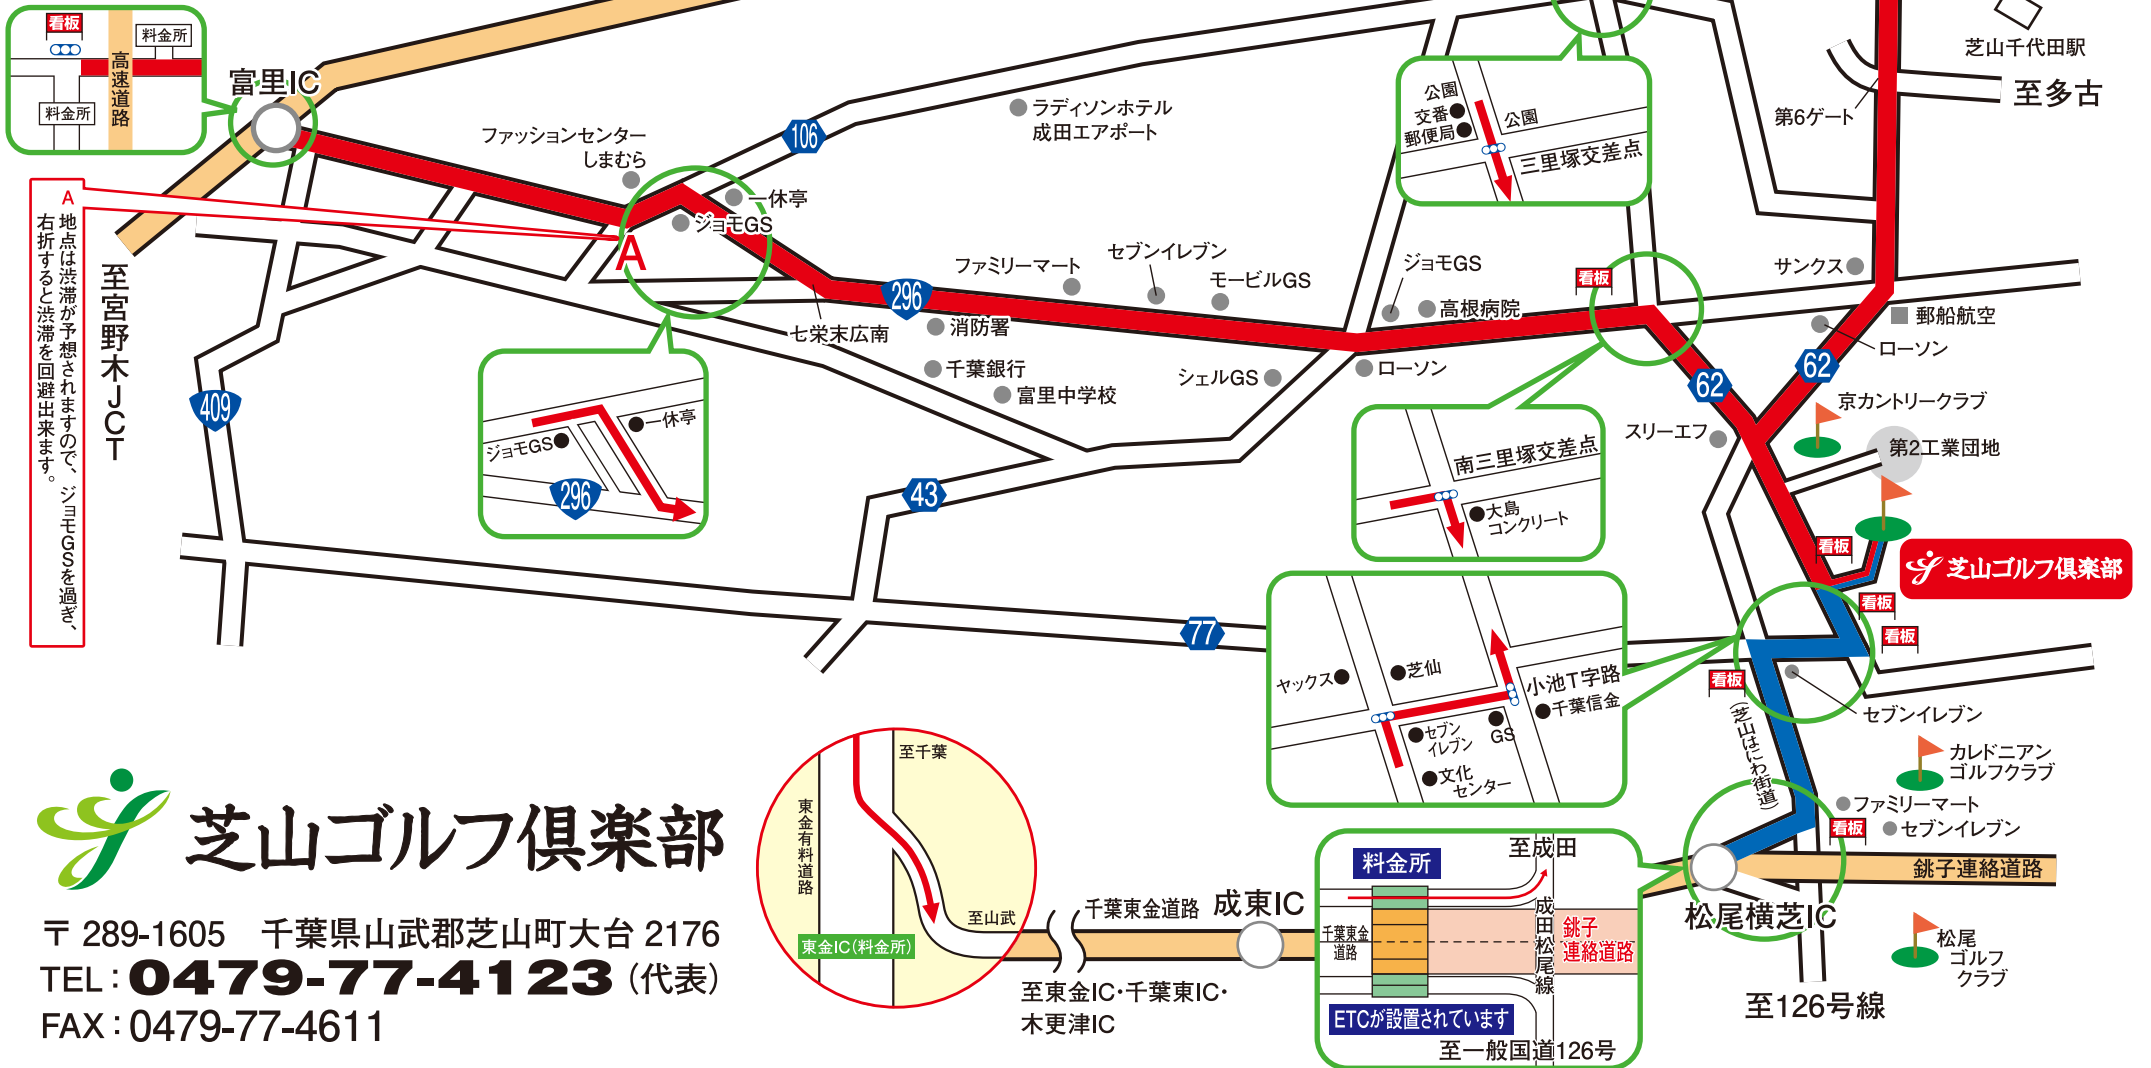 看板
料金所
高速道路
料金所
富里IC
ファッションセンター
しまむら
106
ラディソンホテル
成田エアポート
公園
交番
郵便局
公園
三里塚交差点
芝山千代田駅
至多古
第6ゲート
A
地点は渋滞が予想されますので、ジョモGSを過ぎ、
右折すると渋滞を回避出来ます。
至宮野木JCT
一休亭
ジョモGS
A
七栄末広南
296
ファミリーマート
セブンイレブン
モービルGS
消防署
千葉銀行
富里中学校
ジョモGS
高根病院
シェルGS
ローソン
看板
サンクス
郵船航空
ローソン
62
62
京カントリークラブ
スリーエフ
第2工業団地
409
ジョモGS
一休亭
296
43
南三里塚交差点
大島
コンクリート
看板
芝山ゴルフ倶楽部
看板
看板
77
ヤックス
芝仙
小池T字路
千葉信金
セブン
イレブン
GS
文化
センター
看板
(芝山はにわ街道)
セブンイレブン
カレドニアン
ゴルフクラブ
ファミリーマート
看板
セブンイレブン
銚子連絡道路
松尾横芝IC
松尾
ゴルフ
クラブ
至126号線
芝山ゴルフ倶楽部
〒289-1605 千葉県山武郡芝山町大台2176
TEL:0479-77-4123(代表)
FAX:0479-77-4611
至千葉
東金有料道路
至山武
東金IC(料金所)
千葉東金道路
成東IC
至東金IC・千葉東IC・
木更津IC
料金所
至成田
千葉東金
道路
成田松尾線
銚子
連絡道路
ETCが設置されています
至一般国道126号